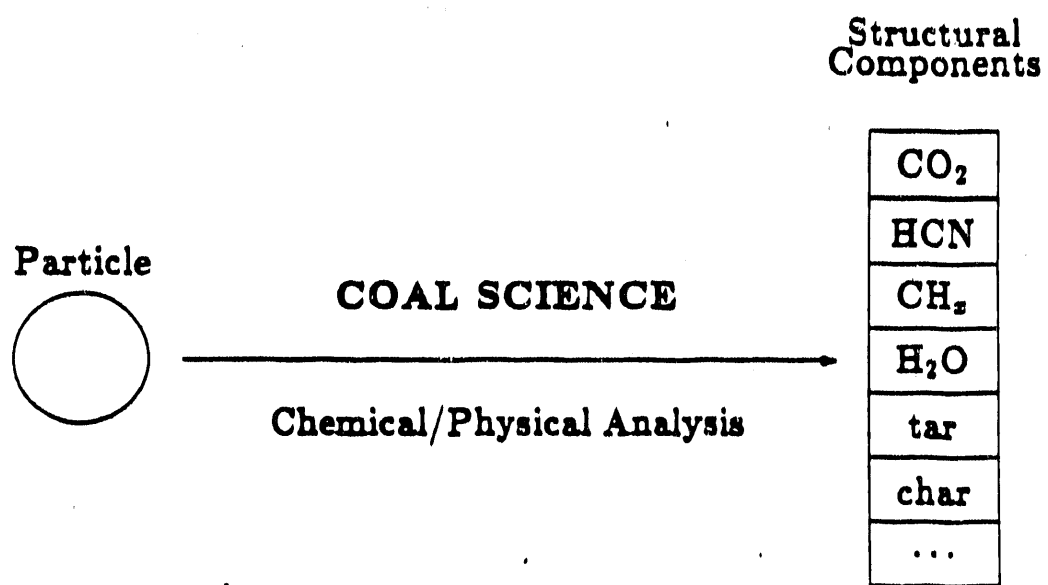 Structural
Components
CO₂
HCN
Particle
COAL SCIENCE
CHₓ
H₂O
Chemical/Physical Analysis
tar
char
...